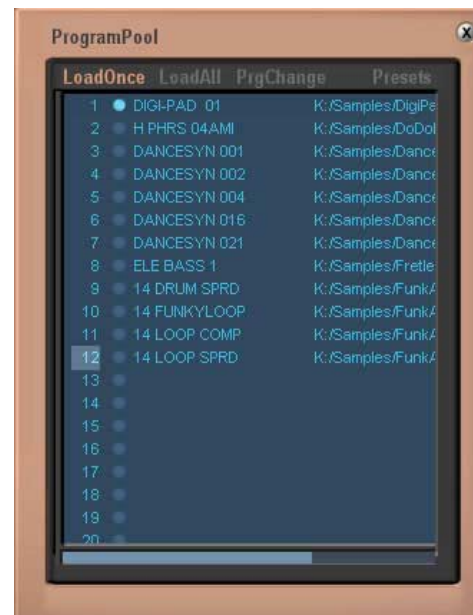 ProgramPool
X
LoadOnce LoadAll PrgChange Presets
1 DIGI-PAD 01 K:/Samples/DigiPa
2 H PHRS 04AMI K:/Samples/DoDol
3 DANCESYN 001 K:/Samples/Dance
4 DANCESYN 002 K:/Samples/Dance
5 DANCESYN 004 K:/Samples/Dance
6 DANCESYN 016 K:/Samples/Dance
7 DANCESYN 021 K:/Samples/Dance
8 ELE BASS 1 K:/Samples/Fretle
9 14 DRUM SPRD K:/Samples/FunkA
10 14 FUNKYLOOP K:/Samples/FunkA
11 14 LOOP COMP K:/Samples/FunkA
12 14 LOOP SPRD K:/Samples/FunkA
13
14
15
16
17
18
19
20